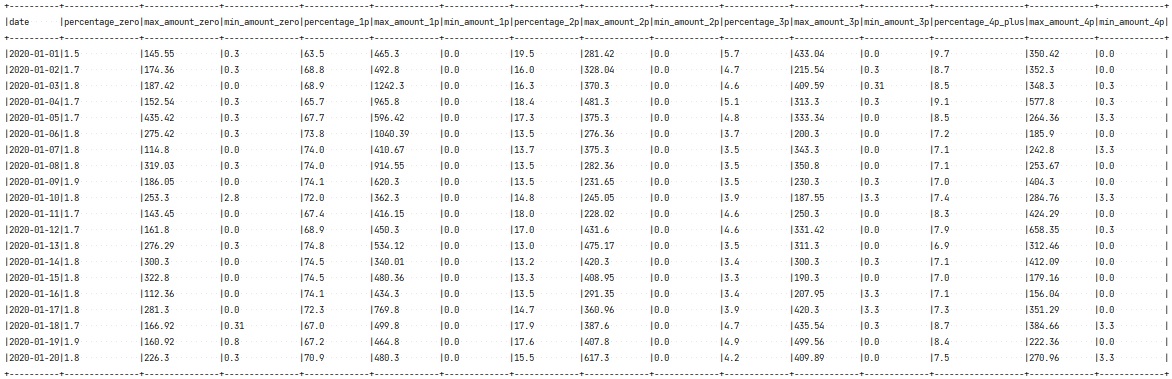 +----------+---------------+---------------+---------------+-------------+-------------+-------------+-------------+-------------+-------------+-------------+-------------+-------------+------------------+-------------+-------------+
|date      |percentage_zero|max_amount_zero|min_amount_zero|percentage_1p|max_amount_1p|min_amount_1p|percentage_2p|max_amount_2p|min_amount_2p|percentage_3p|max_amount_3p|min_amount_3p|percentage_4p_plus|max_amount_4p|min_amount_4p|
+----------+---------------+---------------+---------------+-------------+-------------+-------------+-------------+-------------+-------------+-------------+-------------+-------------+------------------+-------------+-------------+
|2020-01-01|1.5            |145.55         |0.3            |63.5         |465.3        |0.0          |19.5         |281.42       |0.0          |5.7          |433.04       |0.0          |9.7               |350.42       |0.0          |
|2020-01-02|1.7            |174.36         |0.3            |68.8         |492.8        |0.0          |16.0         |328.04       |0.0          |4.7          |215.54       |0.3          |8.7               |352.3        |0.0          |
|2020-01-03|1.8            |187.42         |0.0            |68.9         |1242.3       |0.0          |16.3         |370.3        |0.0          |4.6          |409.59       |0.31         |8.5               |348.3        |0.3          |
|2020-01-04|1.7            |152.54         |0.3            |65.7         |965.8        |0.0          |18.4         |481.3        |0.0          |5.1          |313.3        |0.3          |9.1               |577.8        |0.3          |
|2020-01-05|1.7            |435.42         |0.3            |67.7         |596.42       |0.0          |17.3         |375.3        |0.0          |4.8          |333.34       |0.0          |8.5               |264.36       |3.3          |
|2020-01-06|1.8            |275.42         |0.3            |73.8         |1040.39      |0.0          |13.5         |276.36       |0.0          |3.7          |200.3        |0.0          |7.2               |185.9        |0.0          |
|2020-01-07|1.8            |114.8          |0.0            |74.0         |410.67       |0.0          |13.7         |375.3        |0.0          |3.5          |343.3        |0.0          |7.1               |242.8        |3.3          |
|2020-01-08|1.8            |319.03         |0.3            |74.0         |914.55       |0.0          |13.5         |282.36       |0.0          |3.5          |350.8        |0.0          |7.1               |253.67       |0.0          |
|2020-01-09|1.9            |186.05         |0.0            |74.1         |620.3        |0.0          |13.5         |231.65       |0.0          |3.5          |230.3        |0.3          |7.0               |404.3        |0.0          |
|2020-01-10|1.8            |253.3          |2.8            |72.0         |362.3        |0.0          |14.8         |245.05       |0.0          |3.9          |187.55       |3.3          |7.4               |284.76       |3.3          |
|2020-01-11|1.7            |143.45         |0.0            |67.4         |416.15       |0.0          |18.0         |228.02       |0.0          |4.6          |250.3        |0.0          |8.3               |424.29       |0.0          |
|2020-01-12|1.7            |161.8          |0.0            |68.9         |450.3        |0.0          |17.0         |431.6        |0.0          |4.6          |331.42       |0.0          |7.9               |658.35       |0.3          |
|2020-01-13|1.8            |276.29         |0.3            |74.8         |534.12       |0.0          |13.0         |475.17       |0.0          |3.5          |311.3        |0.3          |6.9               |312.46       |0.0          |
|2020-01-14|1.8            |300.3          |0.0            |74.5         |340.01       |0.0          |13.2         |420.3        |0.0          |3.4          |300.3        |0.3          |7.1               |412.09       |0.0          |
|2020-01-15|1.8            |322.8          |0.0            |74.5         |480.36       |0.0          |13.3         |408.95       |0.0          |3.3          |190.3        |0.3          |7.0               |179.16       |0.0          |
|2020-01-16|1.8            |112.36         |0.0            |74.1         |434.3        |0.0          |13.5         |291.35       |0.0          |3.4          |207.95       |3.3          |7.1               |156.04       |0.0          |
|2020-01-17|1.8            |281.3          |0.0            |72.3         |769.8        |0.0          |14.7         |360.96       |0.0          |3.9          |420.3        |3.3          |7.3               |351.29       |0.0          |
|2020-01-18|1.7            |166.92         |0.31           |67.0         |499.8        |0.0          |17.9         |387.6        |0.0          |4.7          |435.54       |0.3          |8.7               |384.66       |3.3          |
|2020-01-19|1.9            |160.92         |0.8            |67.2         |464.8        |0.0          |17.6         |407.8        |0.0          |4.9          |499.56       |0.0          |8.4               |222.36       |0.0          |
|2020-01-20|1.8            |226.3          |0.3            |70.9         |480.3        |0.0          |15.5         |617.3        |0.0          |4.2          |409.89       |0.0          |7.5               |270.96       |3.3          |
+----------+---------------+---------------+---------------+-------------+-------------+-------------+-------------+-------------+-------------+-------------+-------------+-------------+------------------+-------------+-------------+